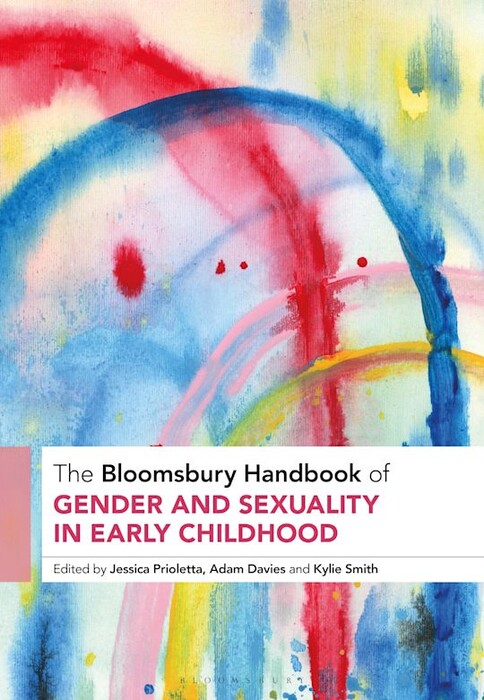 The Bloomsbury Handbook of
GENDER AND SEXUALITY
IN EARLY CHILDHOOD
Edited by Jessica Prioletta, Adam Davies and Kylie Smith
BLOOMSBURY